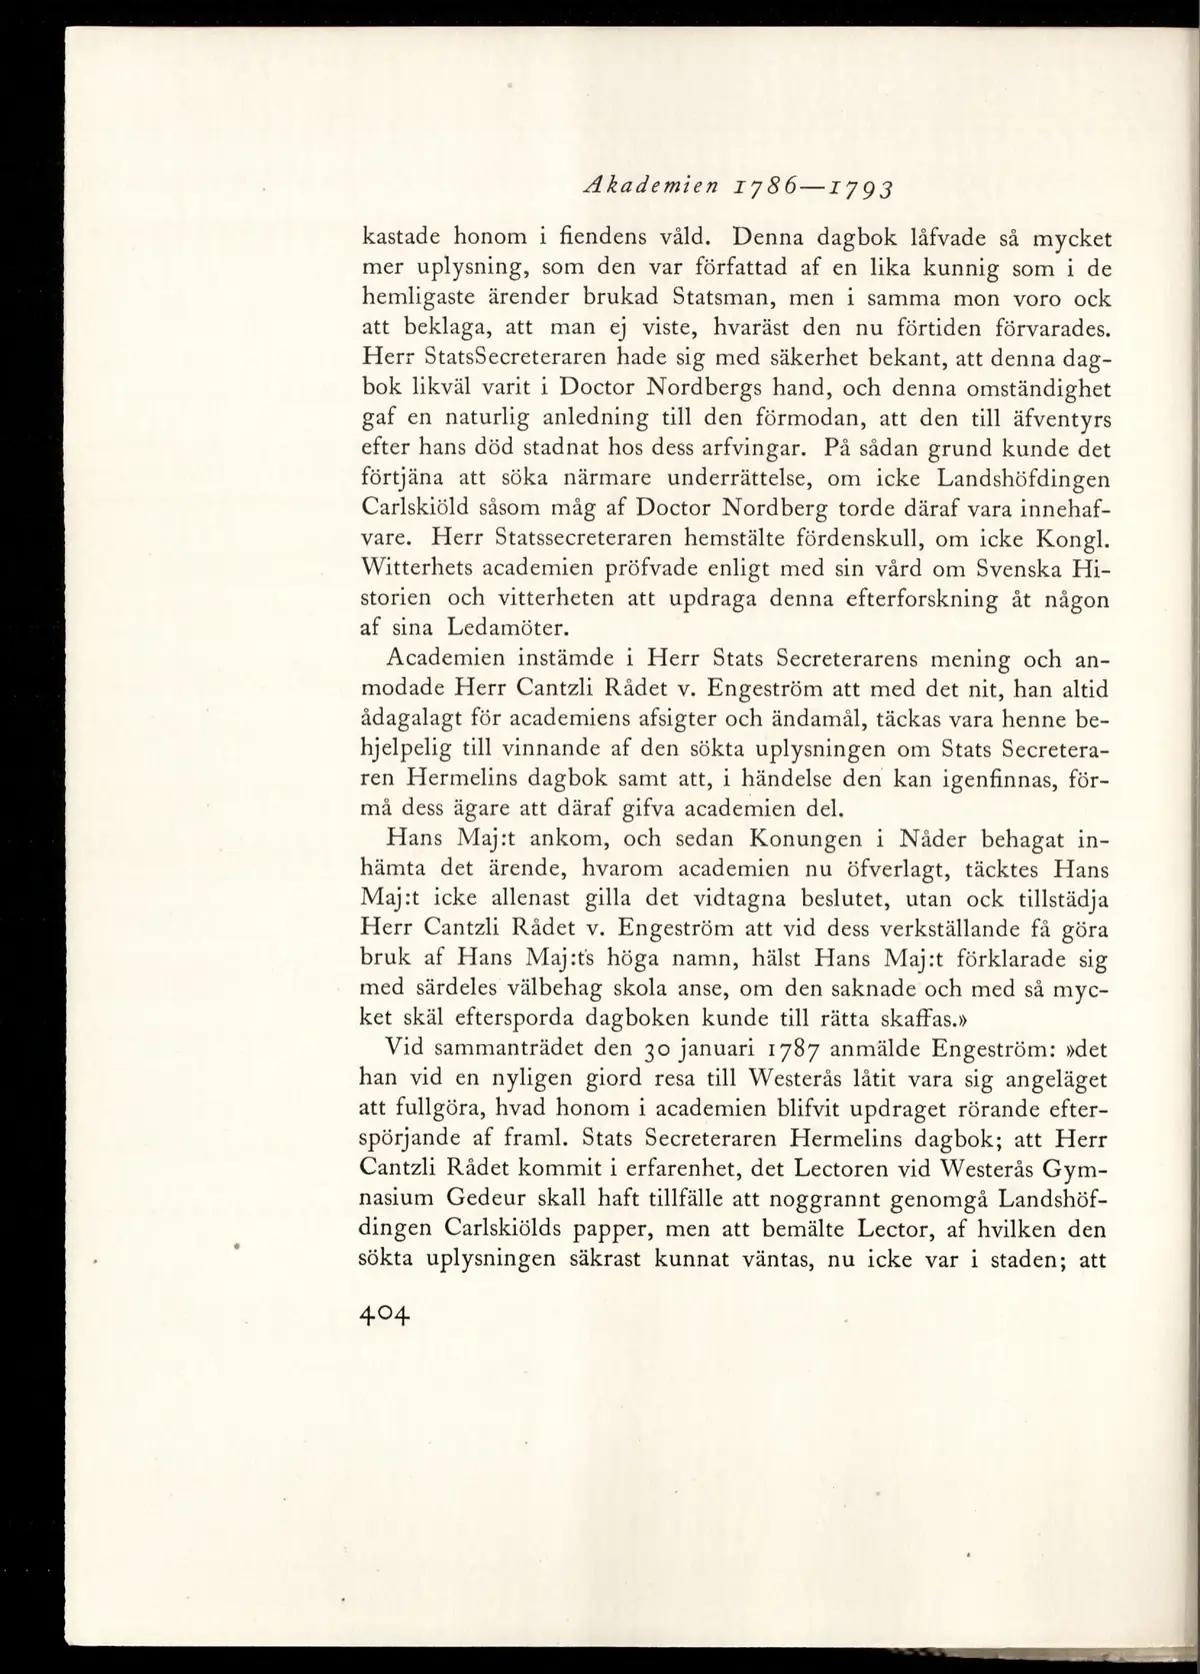 Akademien 1786—1793
kastade honom i fiendens våld. Denna dagbok låfvade så mycket
mer uplysning, som den var författad af en lika kunnig som i de
hemligaste ärender brukad Statsman, men i samma mon voro ock
att beklaga, att man ej viste, hvaräst den nu förtiden förvarades.
Herr StatsSecreteraren hade sig med säkerhet bekant, att denna dag-
bok likväl varit i Doctor Nordbergs hand, och denna omständighet
gaf en naturlig anledning till den förmodan, att den till äfventyrs
efter hans död stadnat hos dess arfvingar. På sådan grund kunde det
förtjäna att söka närmare underrättelse, om icke Landshöfdingen
Carlskiöld såsom måg af Doctor Nordberg torde däraf vara innehaf-
vare. Herr Statssecreteraren hemstälte fördenskull, om icke Kongl.
Witterhets academien pröfvade enligt med sin vård om Svenska Hi-
storien och vitterheten att updraga denna efterforskning åt någon
af sina Ledamöter.
Academien instämde i Herr Stats Secreterarens mening och an-
modade Herr Cantzli Rådet v. Engeström att med det nit, han altid
ådagalagt för academiens afsigter och ändamål, täckas vara henne be-
hjelpelig till vinnande af den sökta uplysningen om Stats Secretera-
ren Hermelins dagbok samt att, i händelse den kan igenfinnas, för-
må dess ägare att däraf gifva academien del.
Hans Maj:t ankom, och sedan Konungen i Nåder behagat in-
hämta det ärende, hvarom academien nu öfverlagt, täcktes Hans
Maj:t icke allenast gilla det vidtagna beslutet, utan ock tillstädja
Herr Cantzli Rådet v. Engeström att vid dess verkställande få göra
bruk af Hans Maj:ts höga namn, hälst Hans Maj:t förklarade sig
med särdeles välbehag skola anse, om den saknade och med så myc-
ket skäl eftersporda dagboken kunde till rätta skaffas.»
Vid sammanträdet den 30 januari 1787 anmälde Engeström: »det
han vid en nyligen giord resa till Westerås låtit vara sig angeläget
att fullgöra, hvad honom i academien blifvit updraget rörande efter-
spörjande af framl. Stats Secreteraren Hermelins dagbok; att Herr
Cantzli Rådet kommit i erfarenhet, det Lectoren vid Westerås Gym-
nasium Gedeur skall haft tillfälle att noggrannt genomgå Landshöf-
dingen Carlskiölds papper, men att bemälte Lector, af hvilken den
sökta uplysningen säkrast kunnat väntas, nu icke var i staden; att
404